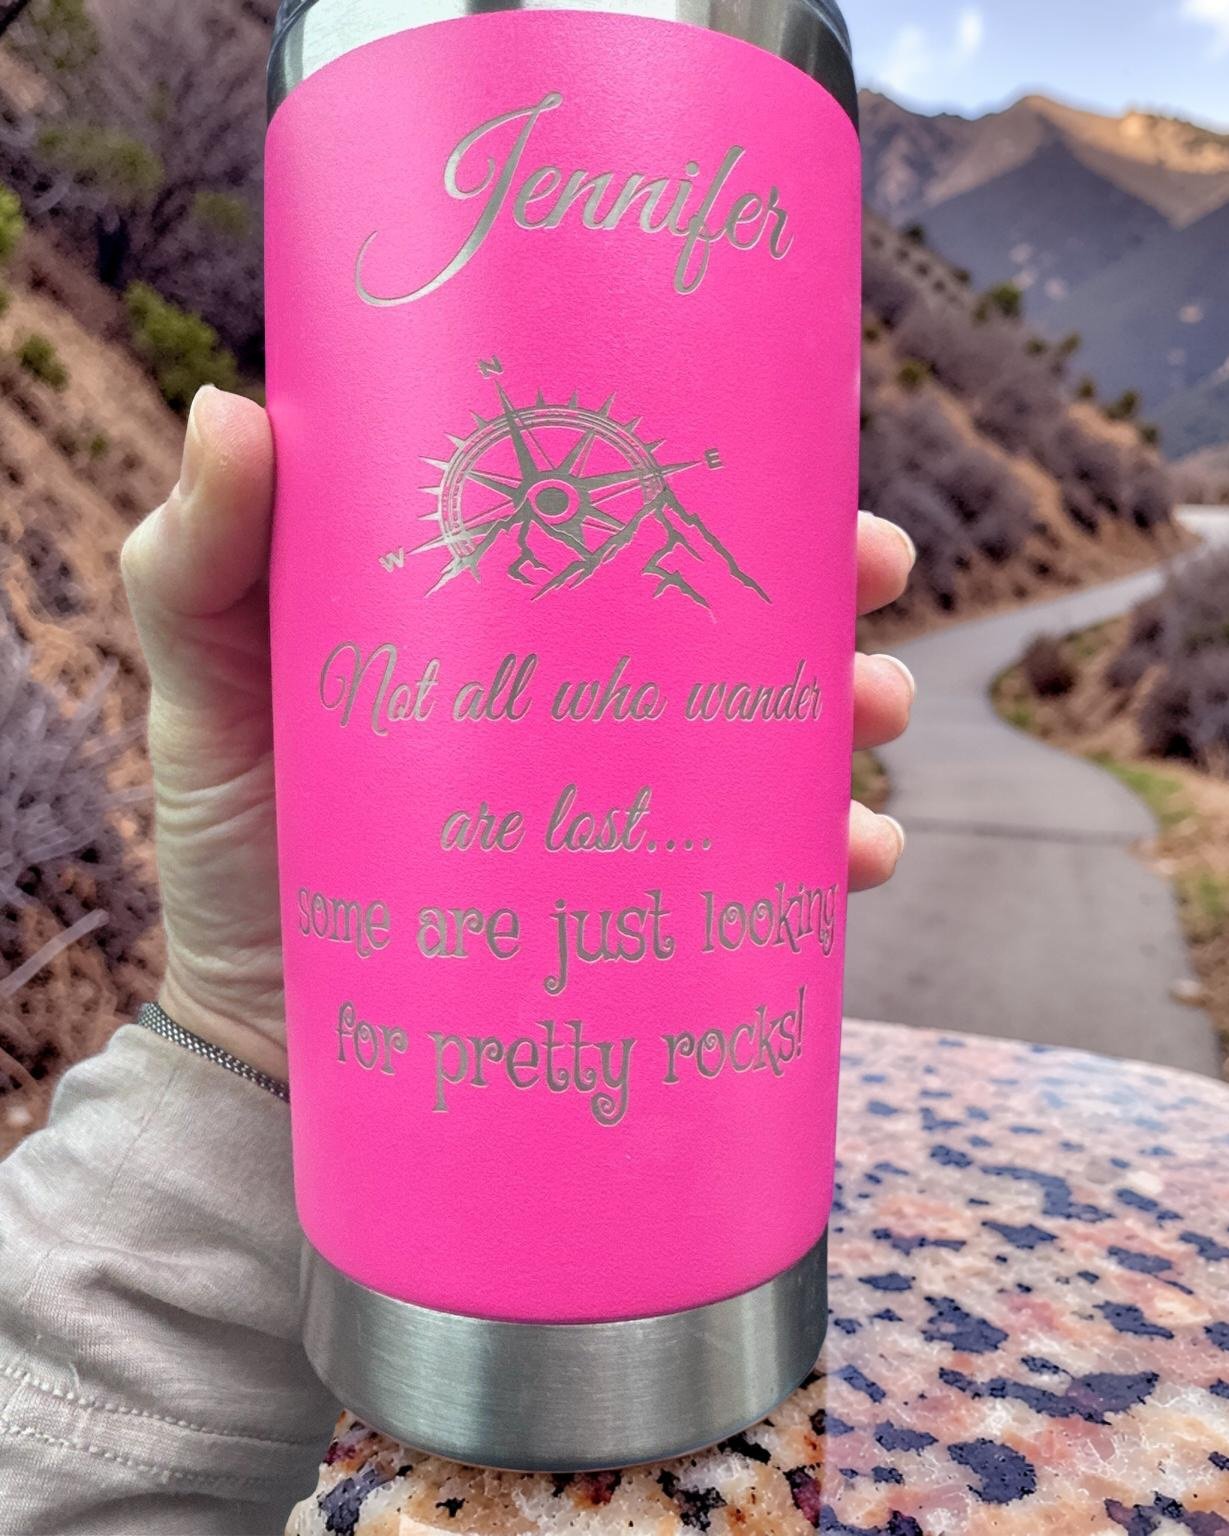 Jennifer
N
E
W
Not all who wander
are lost....
some are just looking
for pretty rocks!